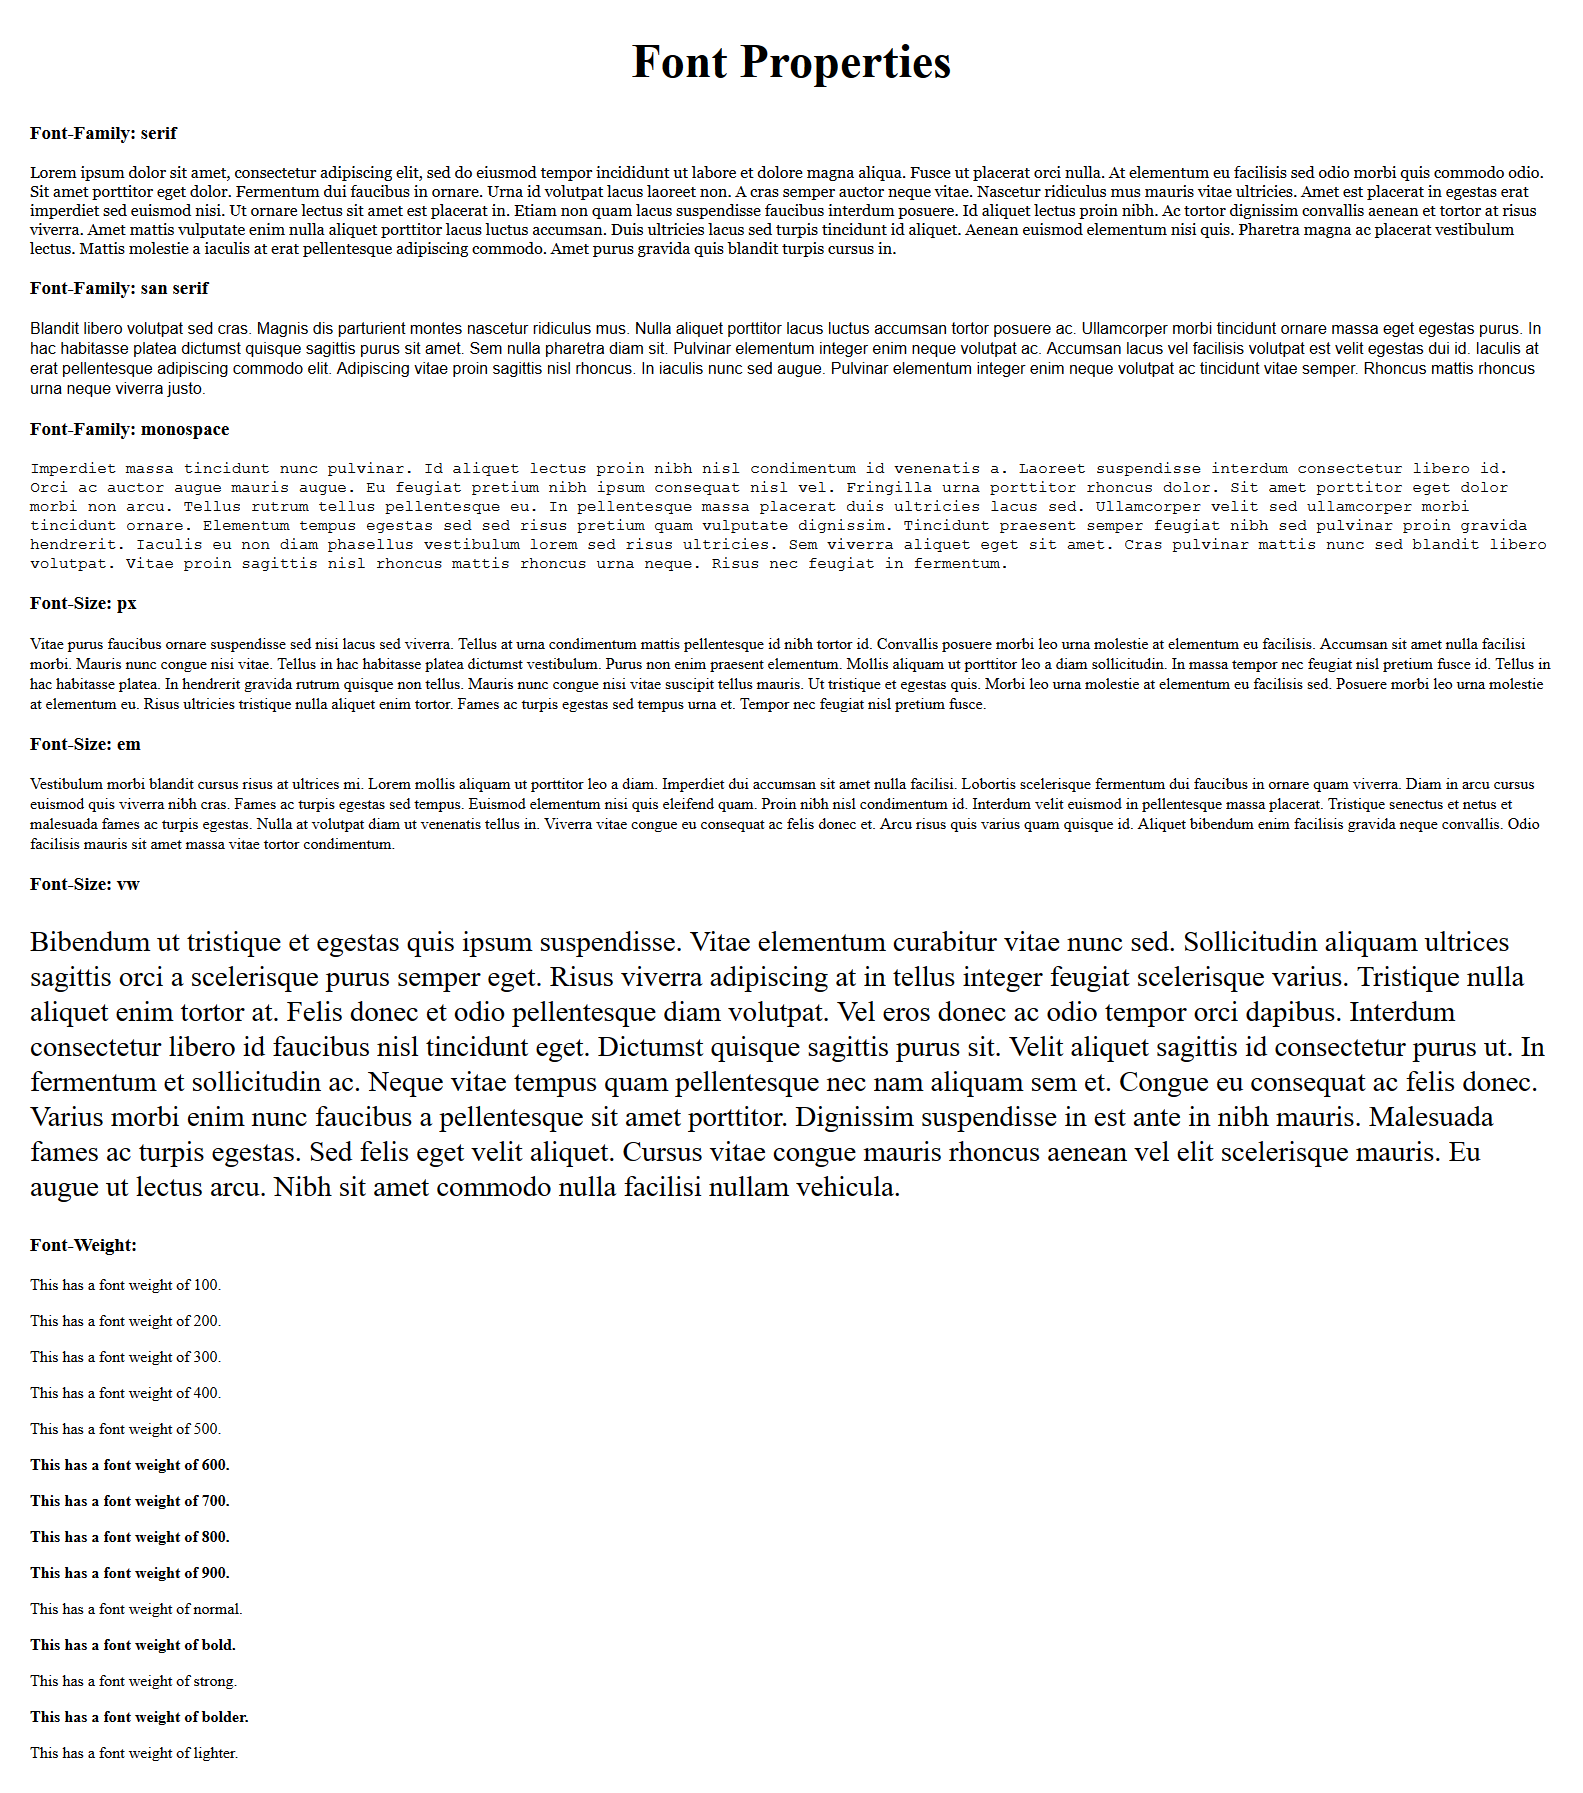 Font Properties
Font-Family: serif
Lorem ipsum dolor sit amet, consectetur adipiscing elit, sed do eiusmod tempor incididunt ut labore et dolore magna aliqua. Fusce ut placerat orci nulla. At elementum eu facilisis sed odio morbi quis commodo odio.
Sit amet porttitor eget dolor. Fermentum dui faucibus in ornare. Urna id volutpat lacus laoreet non. A cras semper auctor neque vitae. Nascetur ridiculus mus mauris vitae ultricies. Amet est placerat in egestas erat
imperdiet sed euismod nisi. Ut ornare lectus sit amet est placerat in. Etiam non quam lacus suspendisse faucibus interdum posuere. Id aliquet lectus proin nibh. Ac tortor dignissim convallis aenean et tortor at risus
viverra. Amet mattis vulputate enim nulla aliquet porttitor lacus luctus accumsan. Duis ultricies lacus sed turpis tincidunt id aliquet. Aenean euismod elementum nisi quis. Pharetra magna ac placerat vestibulum
lectus. Mattis molestie a iaculis at erat pellentesque adipiscing commodo. Amet purus gravida quis blandit turpis cursus in.
Font-Family: san serif
Blandit libero volutpat sed cras. Magnis dis parturient montes nascetur ridiculus mus. Nulla aliquet porttitor lacus luctus accumsan tortor posuere ac. Ullamcorper morbi tincidunt ornare massa eget egestas purus. In
hac habitasse platea dictumst quisque sagittis purus sit amet. Sem nulla pharetra diam sit. Pulvinar elementum integer enim neque volutpat ac. Accumsan lacus vel facilisis volutpat est velit egestas dui id. Iaculis at
erat pellentesque adipiscing commodo elit. Adipiscing vitae proin sagittis nisl rhoncus. In iaculis nunc sed augue. Pulvinar elementum integer enim neque volutpat ac tincidunt vitae semper. Rhoncus mattis rhoncus
urna neque viverra justo.
Font-Family: monospace
Imperdiet massa tincidunt nunc pulvinar. Id aliquet lectus proin nibh nisl condimentum id venenatis a. Laoreet suspendisse interdum consectetur libero id.
Orci ac auctor augue mauris augue. Eu feugiat pretium nibh ipsum consequat nisl vel. Fringilla urna porttitor rhoncus dolor. Sit amet porttitor eget dolor
morbi non arcu. Tellus rutrum tellus pellentesque eu. In pellentesque massa placerat duis ultricies lacus sed. Ullamcorper velit sed ullamcorper morbi
tincidunt ornare. Elementum tempus egestas sed sed risus pretium quam vulputate dignissim. Tincidunt praesent semper feugiat nibh sed pulvinar proin gravida
hendrerit. Iaculis eu non diam phasellus vestibulum lorem sed risus ultricies. Sem viverra aliquet eget sit amet. Cras pulvinar mattis nunc sed blandit libero
volutpat. Vitae proin sagittis nisl rhoncus mattis rhoncus urna neque. Risus nec feugiat in fermentum.
Font-Size: px
Vitae purus faucibus ornare suspendisse sed nisi lacus sed viverra. Tellus at urna condimentum mattis pellentesque id nibh tortor id. Convallis posuere morbi leo urna molestie at elementum eu facilisis. Accumsan sit amet nulla facilisi
morbi. Mauris nunc congue nisi vitae. Tellus in hac habitasse platea dictumst vestibulum. Purus non enim praesent elementum. Mollis aliquam ut porttitor leo a diam sollicitudin. In massa tempor nec feugiat nisl pretium fusce id. Tellus in
hac habitasse platea. In hendrerit gravida rutrum quisque non tellus. Mauris nunc congue nisi vitae suscipit tellus mauris. Ut tristique et egestas quis. Morbi leo urna molestie at elementum eu facilisis sed. Posuere morbi leo urna molestie
at elementum eu. Risus ultricies tristique nulla aliquet enim tortor. Fames ac turpis egestas sed tempus urna et. Tempor nec feugiat nisl pretium fusce.
Font-Size: em
Vestibulum morbi blandit cursus risus at ultrices mi. Lorem mollis aliquam ut porttitor leo a diam. Imperdiet dui accumsan sit amet nulla facilisi. Lobortis scelerisque fermentum dui faucibus in ornare quam viverra. Diam in arcu cursus
euismod quis viverra nibh cras. Fames ac turpis egestas sed tempus. Euismod elementum nisi quis eleifend quam. Proin nibh nisl condimentum id. Interdum velit euismod in pellentesque massa placerat. Tristique senectus et netus et
malesuada fames ac turpis egestas. Nulla at volutpat diam ut venenatis tellus in. Viverra vitae congue eu consequat ac felis donec et. Arcu risus quis varius quam quisque id. Aliquet bibendum enim facilisis gravida neque convallis. Odio
facilisis mauris sit amet massa vitae tortor condimentum.
Font-Size: vw
Bibendum ut tristique et egestas quis ipsum suspendisse. Vitae elementum curabitur vitae nunc sed. Sollicitudin aliquam ultrices
sagittis orci a scelerisque purus semper eget. Risus viverra adipiscing at in tellus integer feugiat scelerisque varius. Tristique nulla
aliquet enim tortor at. Felis donec et odio pellentesque diam volutpat. Vel eros donec ac odio tempor orci dapibus. Interdum
consectetur libero id faucibus nisl tincidunt eget. Dictumst quisque sagittis purus sit. Velit aliquet sagittis id consectetur purus ut. In
fermentum et sollicitudin ac. Neque vitae tempus quam pellentesque nec nam aliquam sem et. Congue eu consequat ac felis donec.
Varius morbi enim nunc faucibus a pellentesque sit amet porttitor. Dignissim suspendisse in est ante in nibh mauris. Malesuada
fames ac turpis egestas. Sed felis eget velit aliquet. Cursus vitae congue mauris rhoncus aenean vel elit scelerisque mauris. Eu
augue ut lectus arcu. Nibh sit amet commodo nulla facilisi nullam vehicula.
Font-Weight:
This has a font weight of 100.
This has a font weight of 200.
This has a font weight of 300.
This has a font weight of 400.
This has a font weight of 500.
This has a font weight of 600.
This has a font weight of 700.
This has a font weight of 800.
This has a font weight of 900.
This has a font weight of normal.
This has a font weight of bold.
This has a font weight of strong.
This has a font weight of bolder.
This has a font weight of lighter.